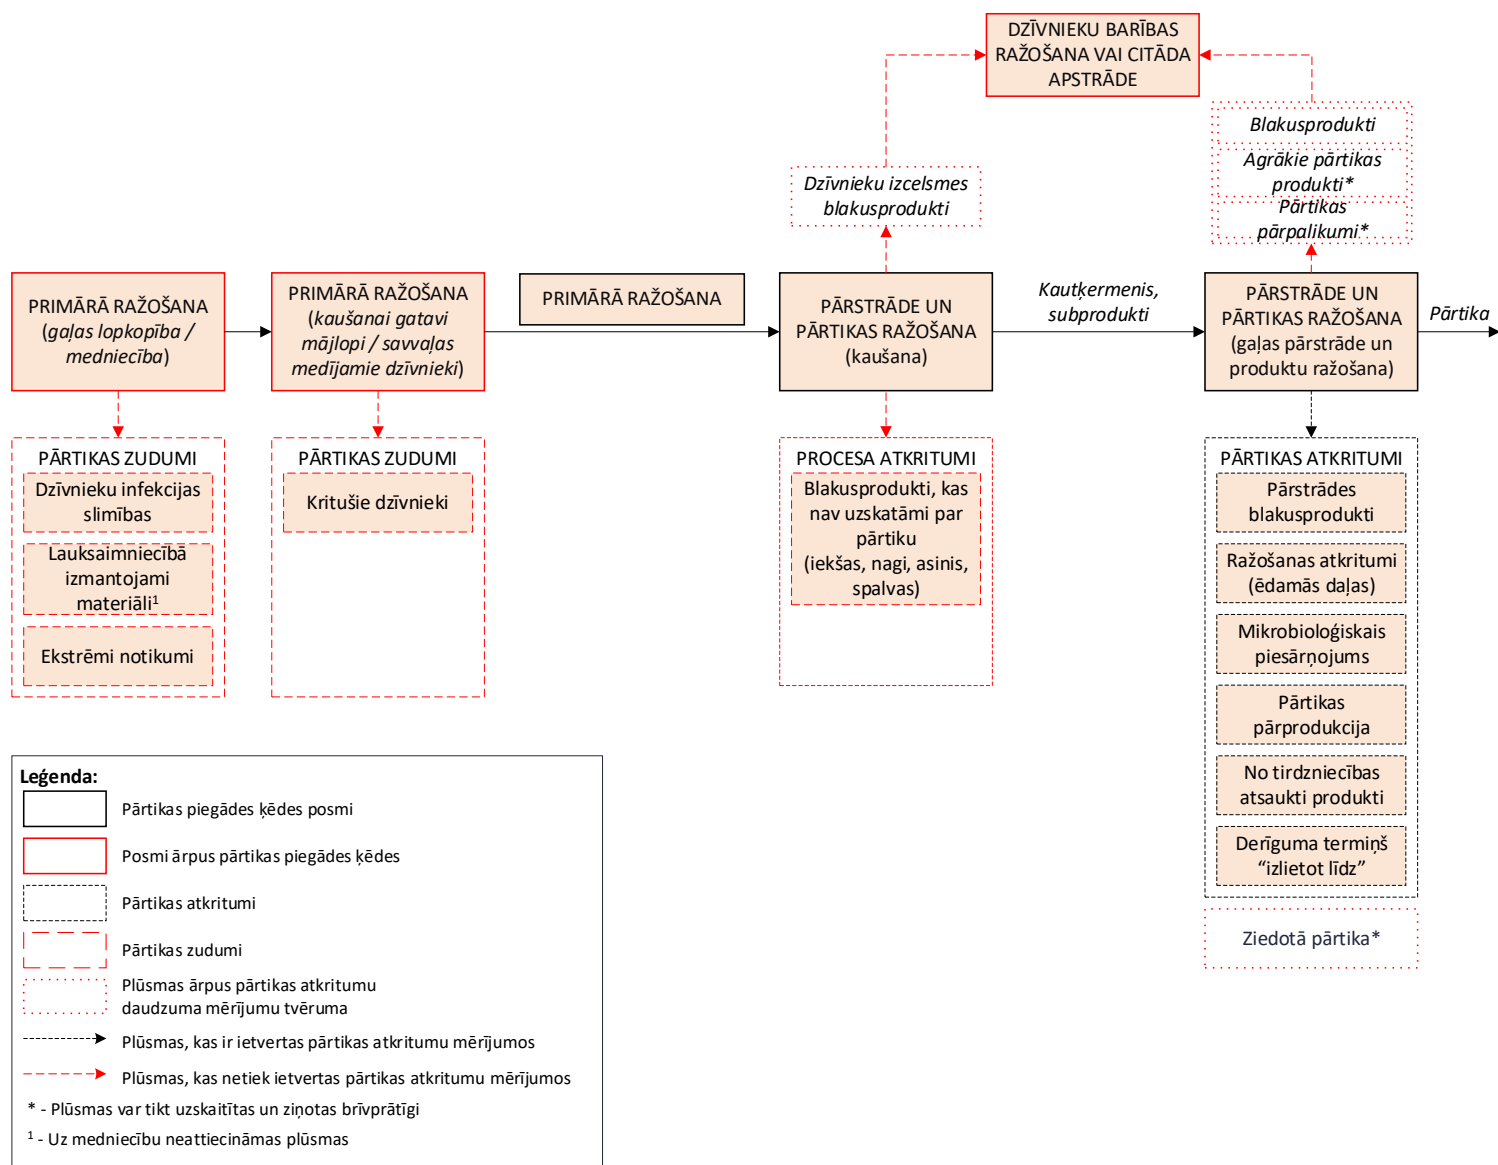 DZĪVNIEKU BARĪBAS
RAŽOŠANA VAI CITĀDA
APSTRĀDE
Blakusprodukti
Agrākie pārtikas
produkti*
Pārtikas
pārpalikumi*
Dzīvnieku izcelsmes
blakusprodukti
PRIMĀRĀ RAŽOŠANA
(gaļas lopkopība /
medniecība)
PRIMĀRĀ RAŽOŠANA
(kaušanai gatavi
mājlopi / savvaļas
medījamie dzīvnieki)
PRIMĀRĀ RAŽOŠANA
PĀRSTRĀDE UN
PĀRTIKAS RAŽOŠANA
(kaušana)
Kautķermenis,
subprodukti
PĀRSTRĀDE UN
PĀRTIKAS RAŽOŠANA
(gaļas pārstrāde un
produktu ražošana)
Pārtika
PĀRTIKAS ZUDUMI
Dzīvnieku infekcijas
slimības
Lauksaimniecībā
izmantojami
materiāli¹
Ekstrēmi notikumi
PĀRTIKAS ZUDUMI
Kritušie dzīvnieki
PROCESA ATKRITUMI
Blakusprodukti, kas
nav uzskatāmi par
pārtiku
(iekšas, nagi, asinis,
spalvas)
PĀRTIKAS ATKRITUMI
Pārstrādes
blakusprodukti
Ražošanas atkritumi
(ēdamās daļas)
Mikrobioloģiskais
piesārņojums
Pārtikas
pārprodukcija
No tirdzniecības
atsaukti produkti
Derīguma termiņš
“izlietot līdz”
Ziedotā pārtika*
Leģenda:
Pārtikas piegādes ķēdes posmi
Posmi ārpus pārtikas piegādes ķēdes
Pārtikas atkritumi
Pārtikas zudumi
Plūsmas ārpus pārtikas atkritumu
daudzuma mērījumu tvēruma
Plūsmas, kas ir ietvertas pārtikas atkritumu mērījumos
Plūsmas, kas netiek ietvertas pārtikas atkritumu mērījumos
* - Plūsmas var tikt uzskaitītas un ziņotas brīvprātīgi
¹ - Uz medniecību neattiecināmas plūsmas